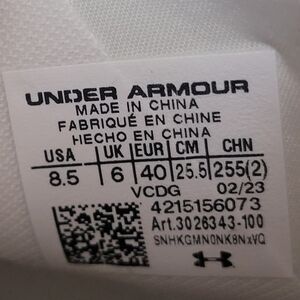 UNDER ARMOUR
MADE IN CHINA
FABRIQUÉ EN CHINE
HECHO EN CHINA
USA UK EUR CM CHN
8.5 6 40 25.5 255(2)
VCDG 02/23
4215156073
Art.3026343-100
SNHKGMN0NK8NxVQ